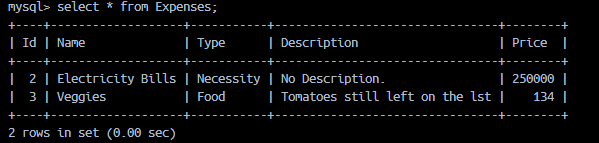 mysql> select * from Expenses;
+----+-------------------+-----------+-------------------------------+--------+
| Id | Name              | Type      | Description                   | Price  |
+----+-------------------+-----------+-------------------------------+--------+
|  2 | Electricity Bills | Necessity | No Description.               | 250000 |
|  3 | Veggies           | Food      | Tomatoes still left on the lst |    134 |
+----+-------------------+-----------+-------------------------------+--------+
2 rows in set (0.00 sec)